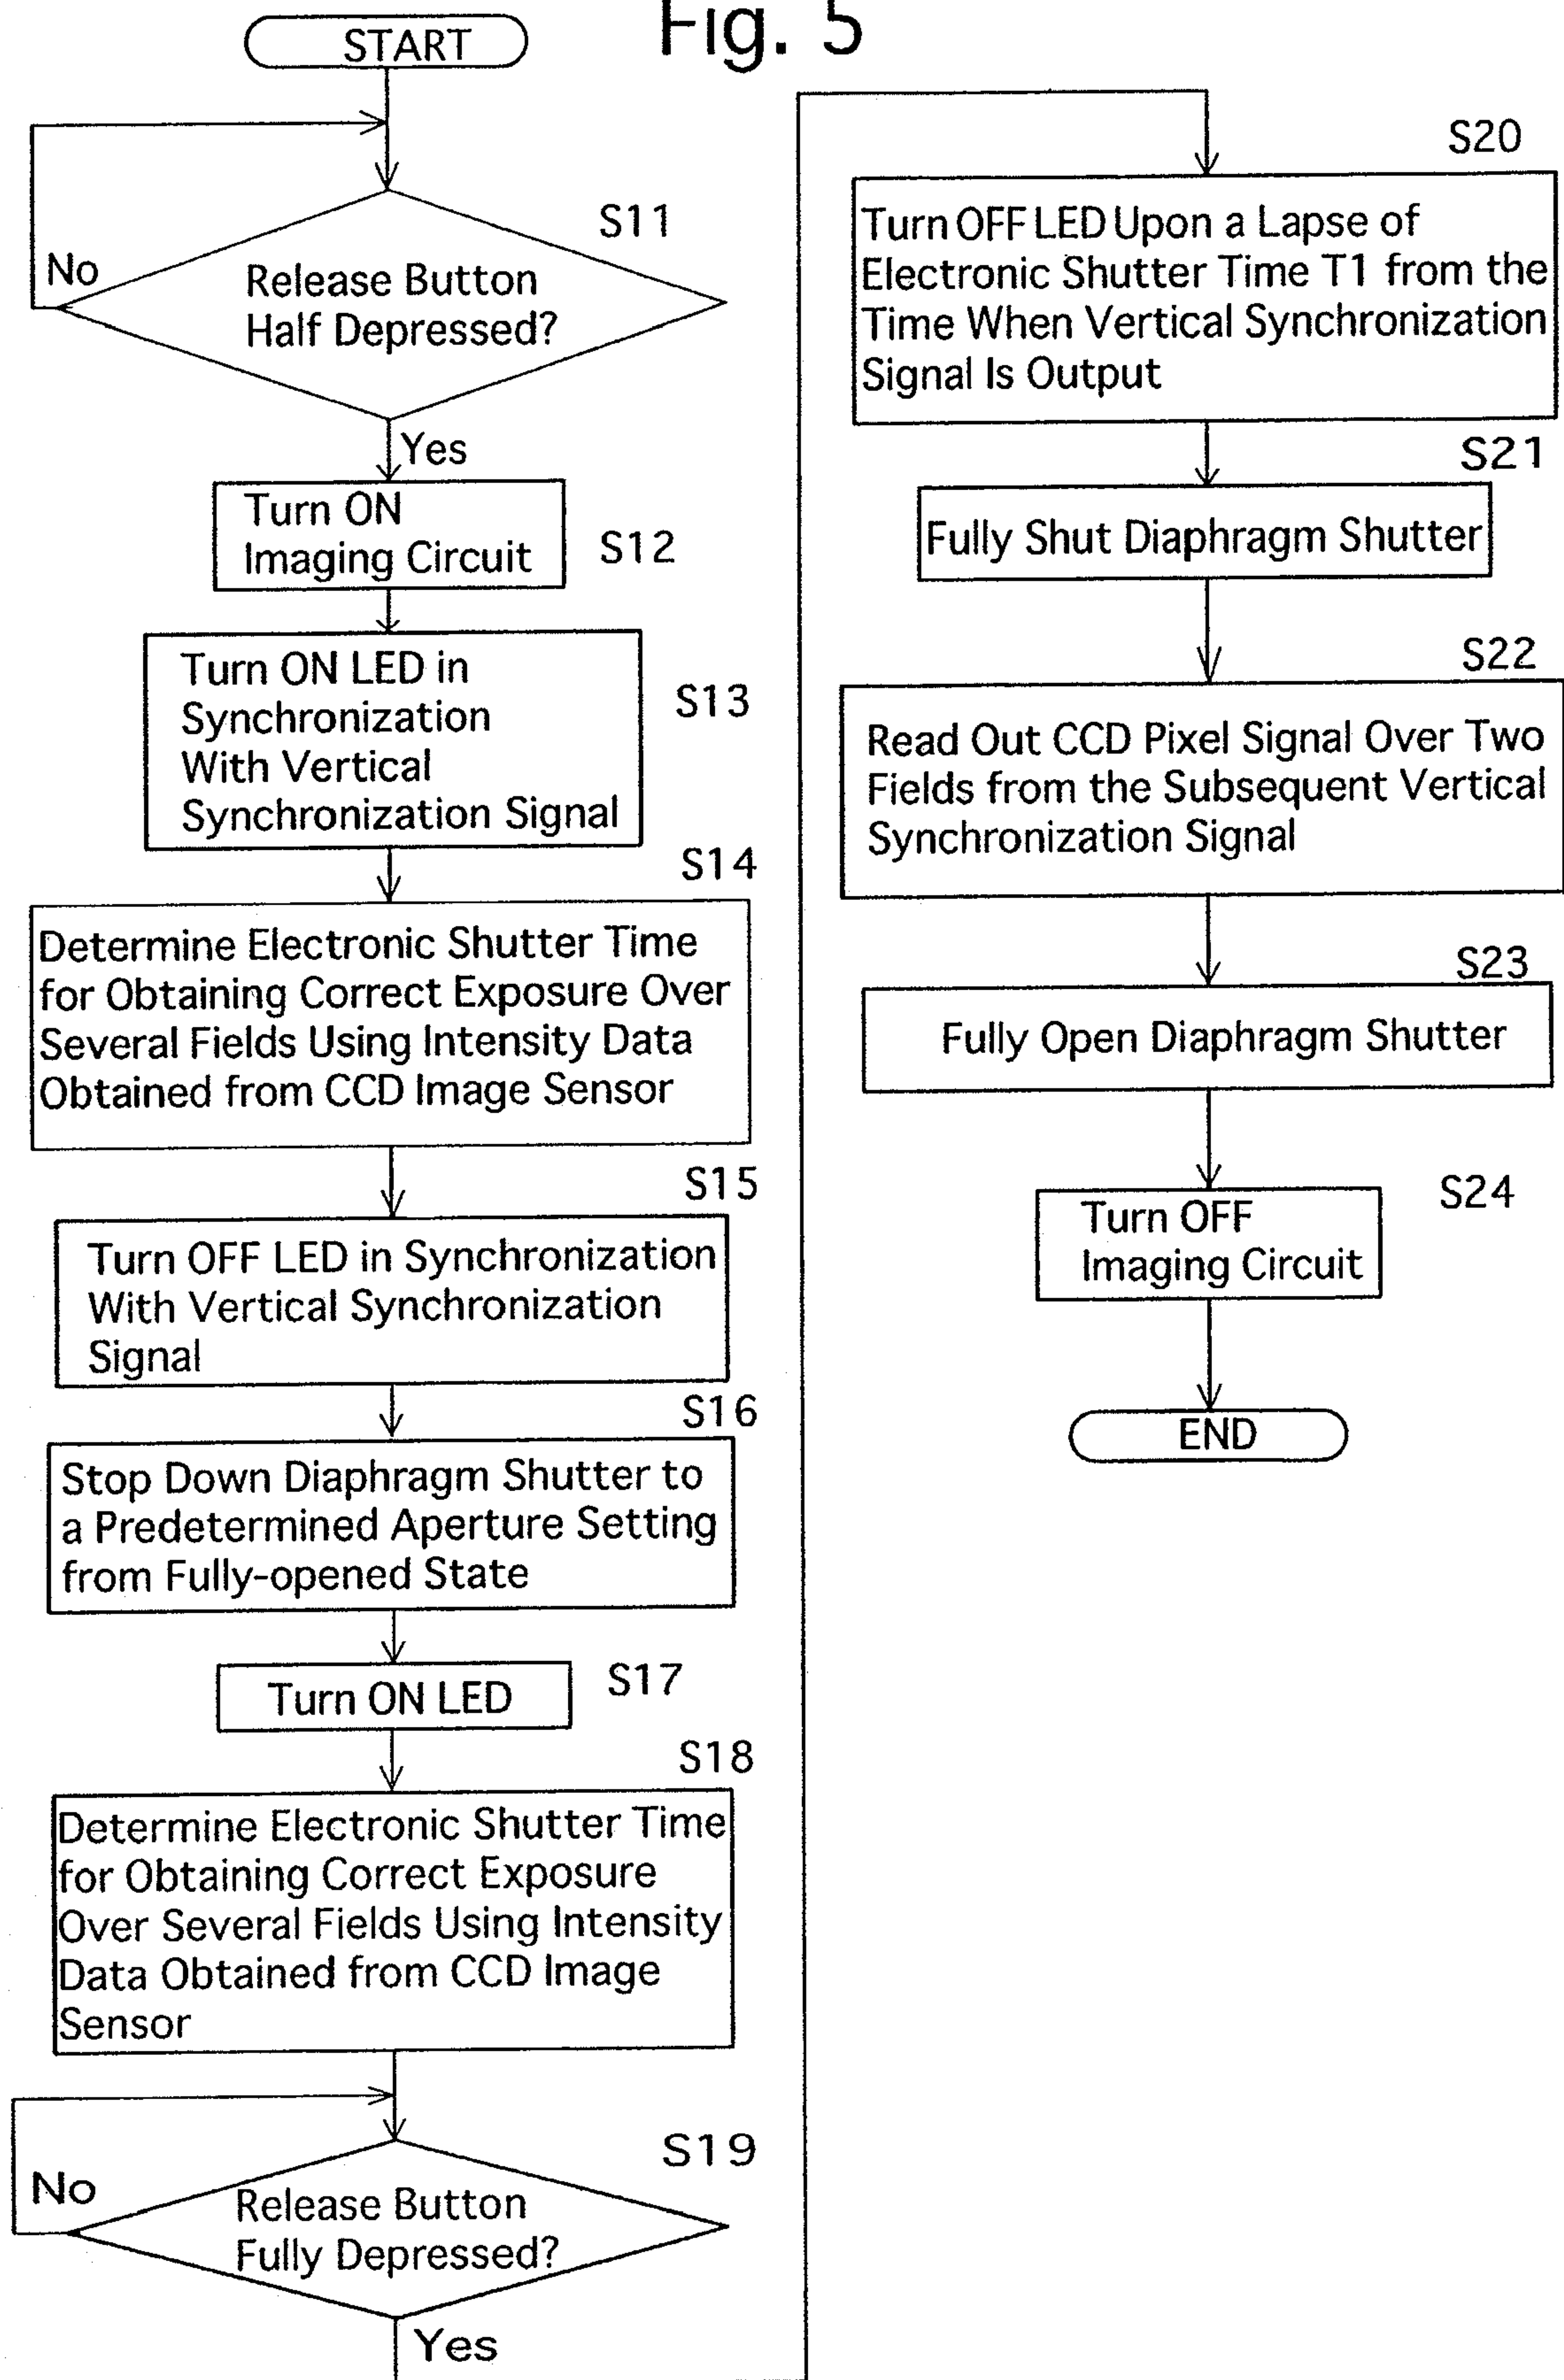 Fig. 5
START
S11
No
Release Button
Half Depressed?
Yes
Turn ON
Imaging Circuit
S12
Turn ON LED in
Synchronization
With Vertical
Synchronization Signal
S13
S14
Determine Electronic Shutter Time
for Obtaining Correct Exposure Over
Several Fields Using Intensity Data
Obtained from CCD Image Sensor
S15
Turn OFF LED in Synchronization
With Vertical Synchronization
Signal
S16
Stop Down Diaphragm Shutter to
a Predetermined Aperture Setting
from Fully-opened State
Turn ON LED
S17
S18
Determine Electronic Shutter Time
for Obtaining Correct Exposure
Over Several Fields Using Intensity
Data Obtained from CCD Image
Sensor
S19
No
Release Button
Fully Depressed?
Yes
S20
Turn OFF LED Upon a Lapse of
Electronic Shutter Time T1 from the
Time When Vertical Synchronization
Signal Is Output
S21
Fully Shut Diaphragm Shutter
S22
Read Out CCD Pixel Signal Over Two
Fields from the Subsequent Vertical
Synchronization Signal
S23
Fully Open Diaphragm Shutter
S24
Turn OFF
Imaging Circuit
END